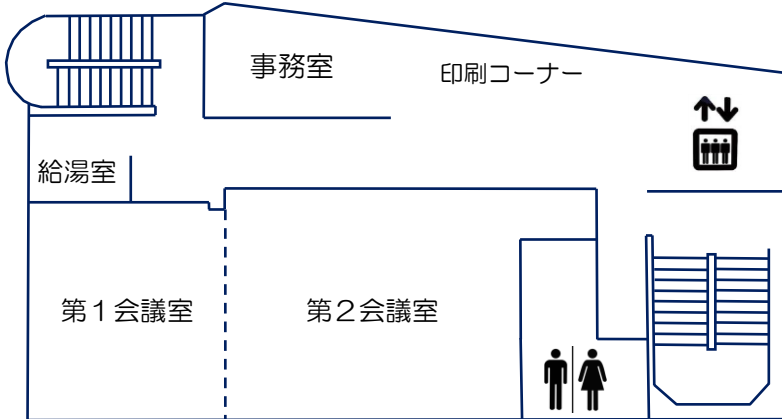 事務室
印刷コーナー
給湯室
第１会議室
第２会議室